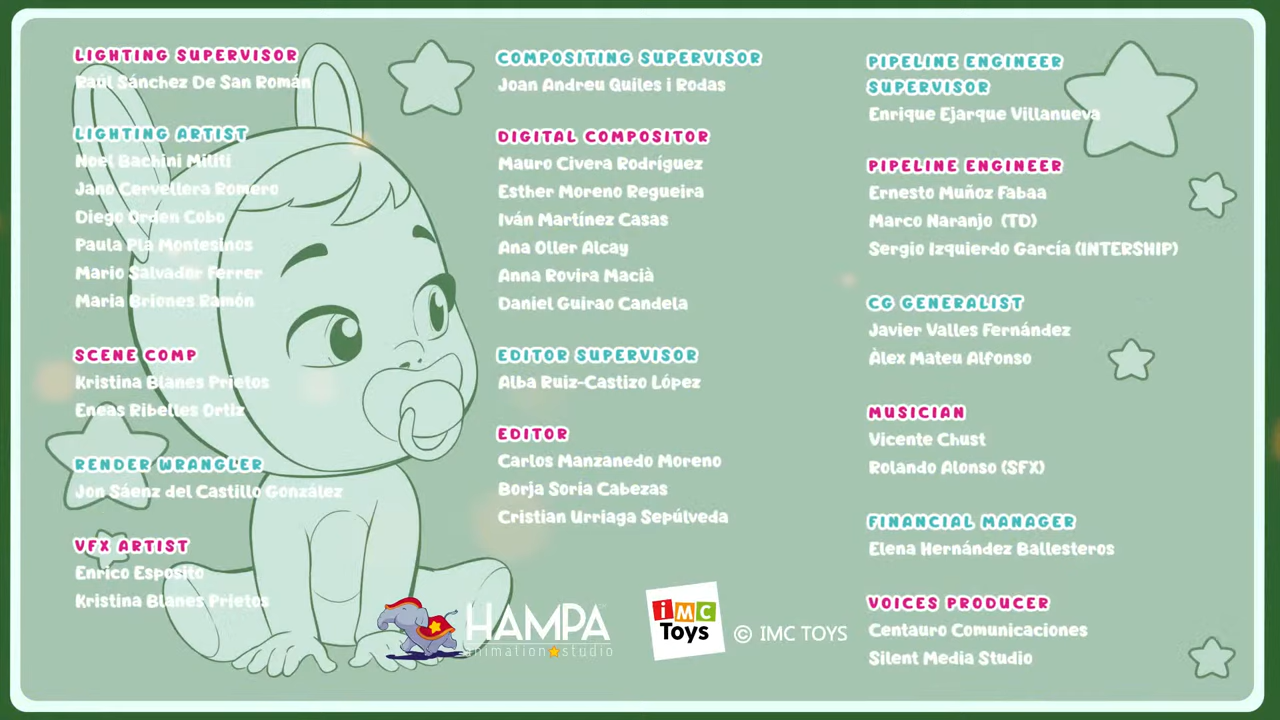 LIGHTING SUPERVISOR
Raúl Sánchez De San Román
LIGHTING ARTIST
Noel Bachini Militi
Jano Cervellera Romero
Diego Orden Cobo
Paula Pla Montesinos
Mario Salvador Ferrer
Maria Briones Ramón
SCENE COMP
Kristina Blanes Prietos
Eneas Ribelles Ortiz
RENDER WRANGLER
Jon Sáenz del Castillo González
VFX ARTIST
Enrico Esposito
Kristina Blanes Prietos
COMPOSITING SUPERVISOR
Joan Andreu Quiles i Rodas
DIGITAL COMPOSITOR
Mauro Civera Rodríguez
Esther Moreno Regueira
Iván Martínez Casas
Ana Oller Alcay
Anna Rovira Macià
Daniel Guirao Candela
EDITOR SUPERVISOR
Alba Ruiz-Castizo López
EDITOR
Carlos Manzanedo Moreno
Borja Soria Cabezas
Cristian Urriaga Sepúlveda
PIPELINE ENGINEER
SUPERVISOR
Enrique Ejarque Villanueva
PIPELINE ENGINEER
Ernesto Muñoz Fabaa
Marco Naranjo (TD)
Sergio Izquierdo García (INTERSHIP)
CG GENERALIST
Javier Valles Fernández
Àlex Mateu Alfonso
MUSICIAN
Vicente Chust
Rolando Alonso (SFX)
FINANCIAL MANAGER
Elena Hernández Ballesteros
VOICES PRODUCER
Centauro Comunicaciones
Silent Media Studio
HAMPA
animation studio
iMC
Toys
© IMC TOYS